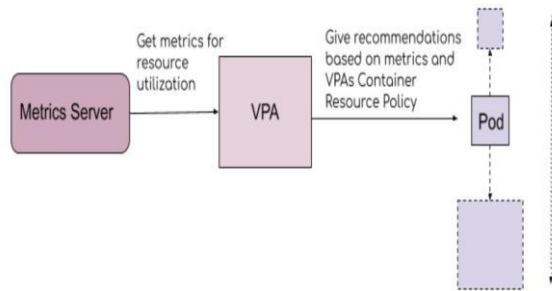 Get metrics for
resource
utilization
Give recommendations
based on metrics and
VPAs Container
Resource Policy
Metrics Server
VPA
Pod